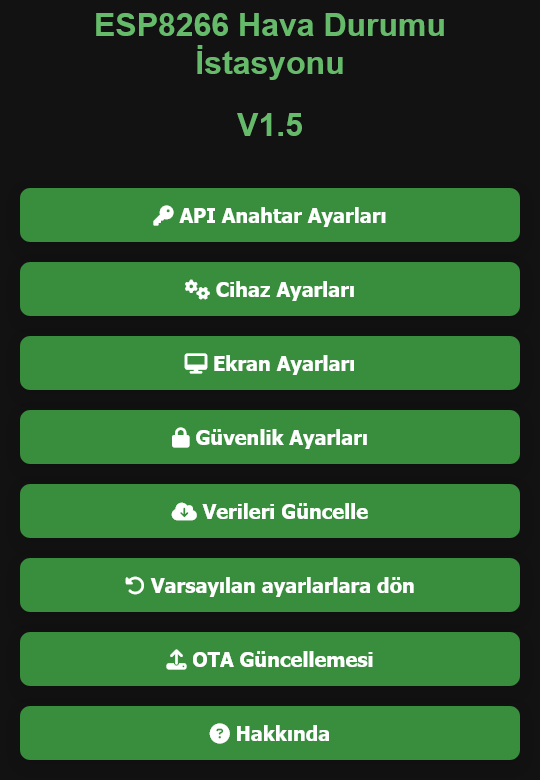 ESP8266 Hava Durumu
İstasyonu
V1.5
API Anahtar Ayarları
Cihaz Ayarları
Ekran Ayarları
Güvenlik Ayarları
Verileri Güncelle
Varsayılan ayarlarlara dön
OTA Güncellemesi
Hakkında